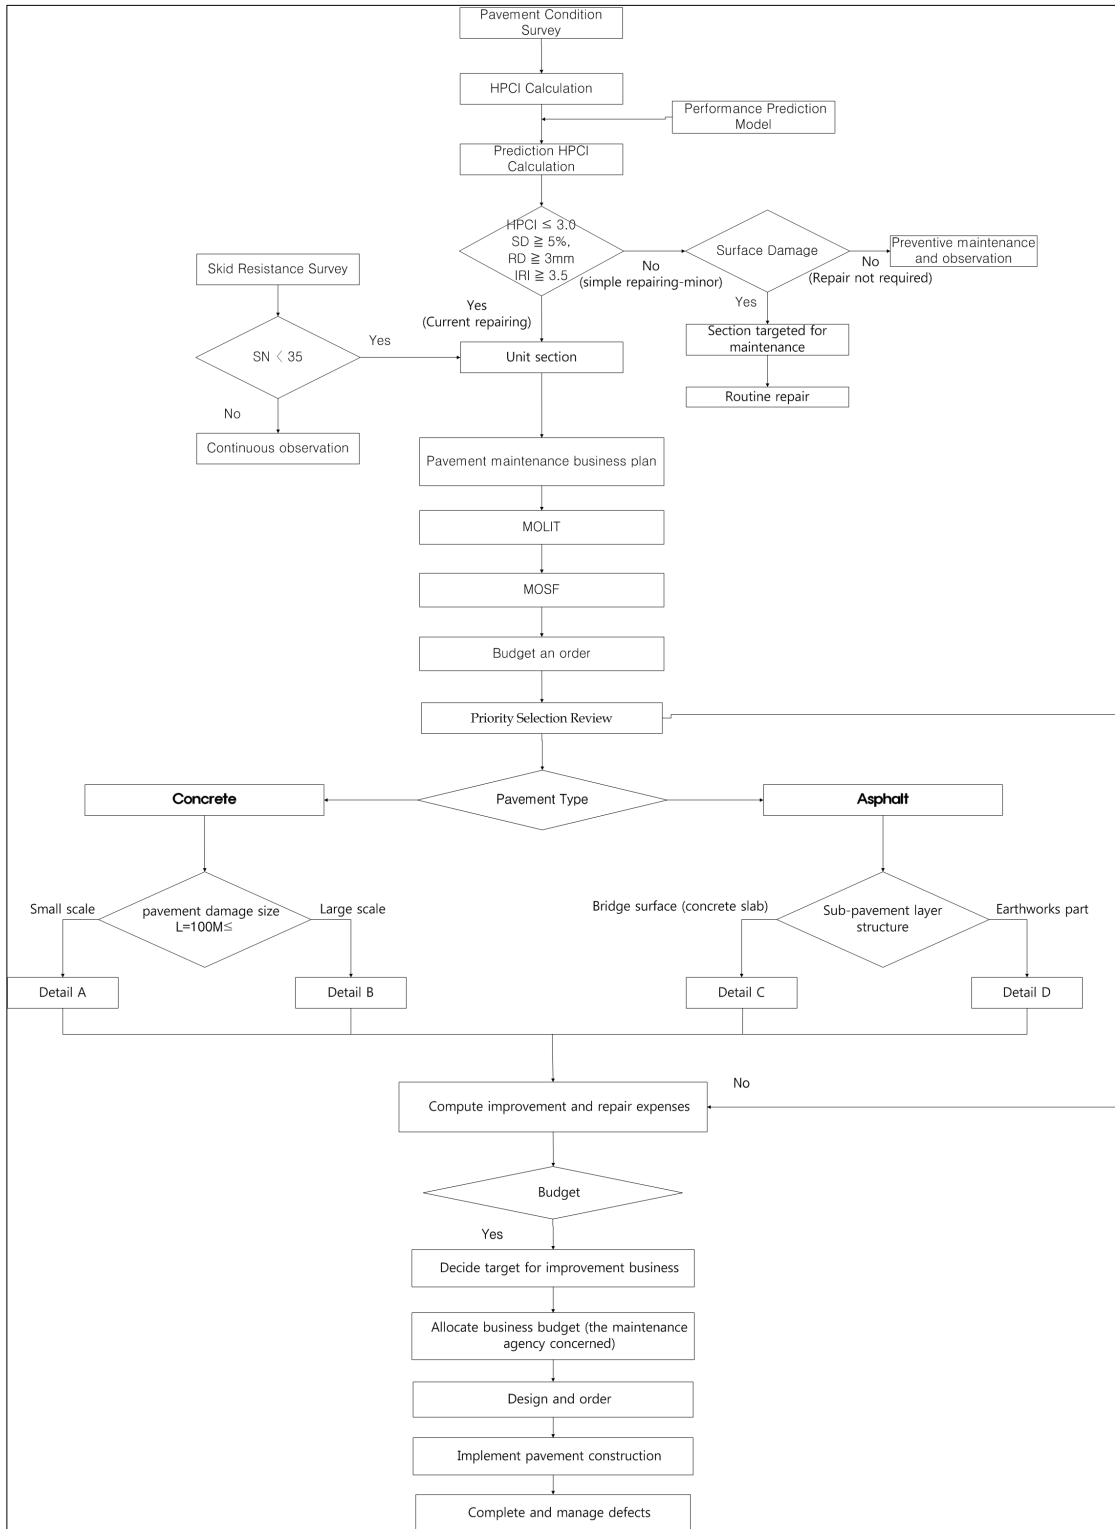 Pavement Condition
Survey
HPCI Calculation
Performance Prediction
Model
Prediction HPCI
Calculation
HPCI ≦ 3.0
SD ≧ 5%,
RD ≧ 3mm
IRI ≧ 3.5
No
(simple repairing-minor)
Surface Damage
No
(Repair not required)
Preventive maintenance
and observation
Yes
Section targeted for
maintenance
Routine repair
Skid Resistance Survey
Yes
(Current repairing)
SN < 35
Yes
Unit section
No
Continuous observation
Pavement maintenance business plan
MOLIT
MOSF
Budget an order
Priority Selection Review
Pavement Type
Concrete
Asphalt
Small scale
pavement damage size
L=100M≤
Large scale
Bridge surface (concrete slab)
Sub-pavement layer
structure
Earthworks part
Detail A
Detail B
Detail C
Detail D
No
Compute improvement and repair expenses
Budget
Yes
Decide target for improvement business
Allocate business budget (the maintenance
agency concerned)
Design and order
Implement pavement construction
Complete and manage defects